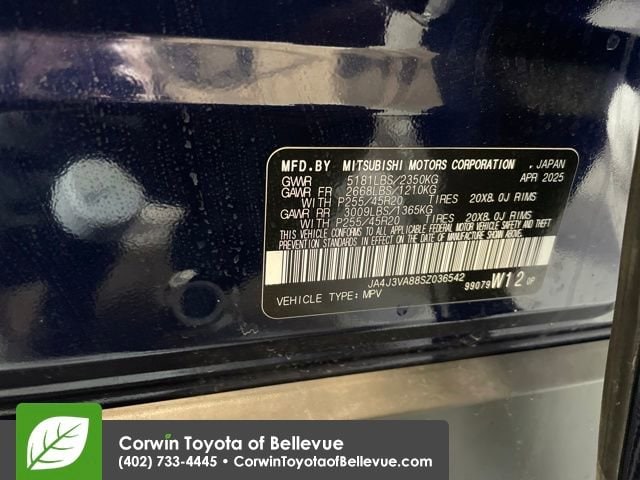 MFD.BY MITSUBISHI MOTORS CORPORATION , JAPAN
GVWR 5181LBS/2350KG APR 2025
GAWR FR 2668LBS/1210KG
WITH P255/45R20 TIRES 20X8.0J RIMS
GAWR RR 3009LBS/1365KG
WITH P255/45R20 TIRES 20X8.0J RIMS
THIS VEHICLE CONFORMS TO ALL APPLICABLE FEDERAL MOTOR VEHICLE SAFETY AND THEFT
PREVENTION STANDARDS IN EFFECT ON THE DATE OF MANUFACTURE SHOWN ABOVE.
JA4J3VA88SZ036542
VEHICLE TYPE: MPV 99079 W12 0P
Corwin Toyota of Bellevue
(402) 733-4445 • CorwinToyotaofBellevue.com